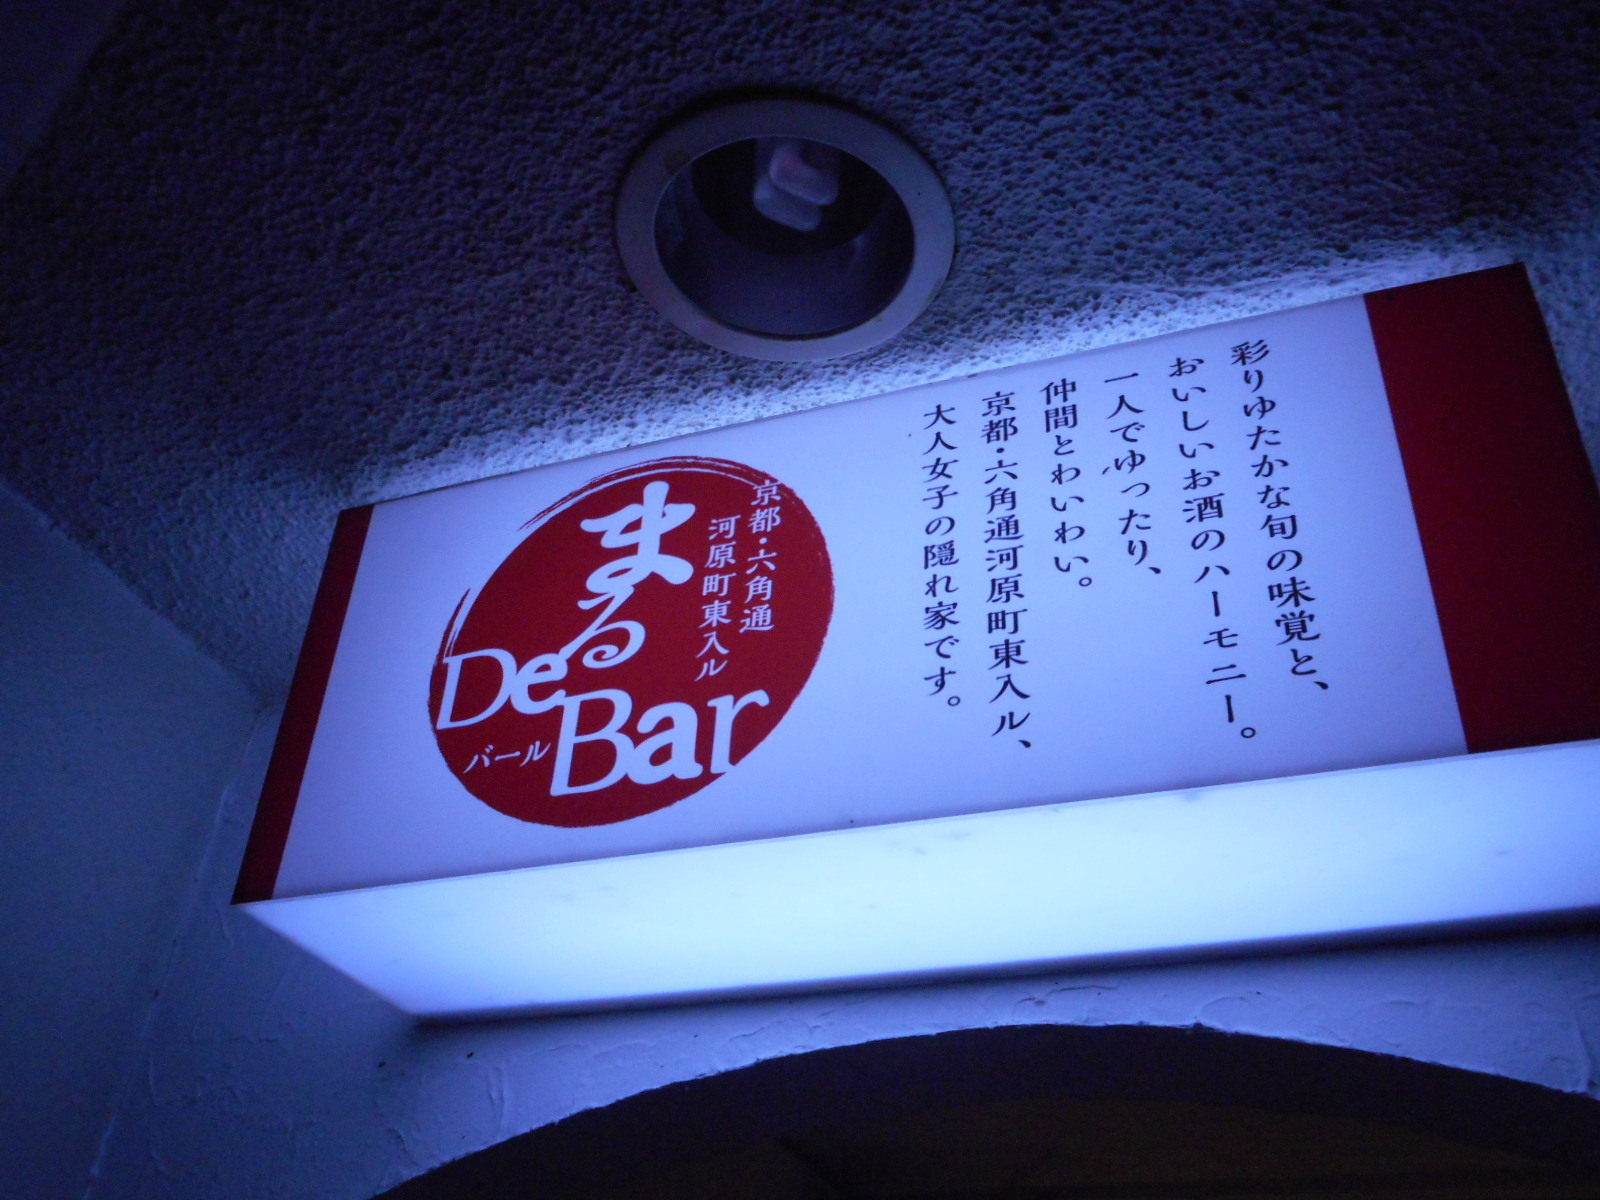 彩りゆたかな旬の味覚と、
おいしいお酒のハーモニー。
一人でゆったり、
仲間とわいわい。
京都・六角通河原町東入ル、
大人女子の隠れ家です。
京都・六角通
河原町東入ル
まる
De
Bar
バール